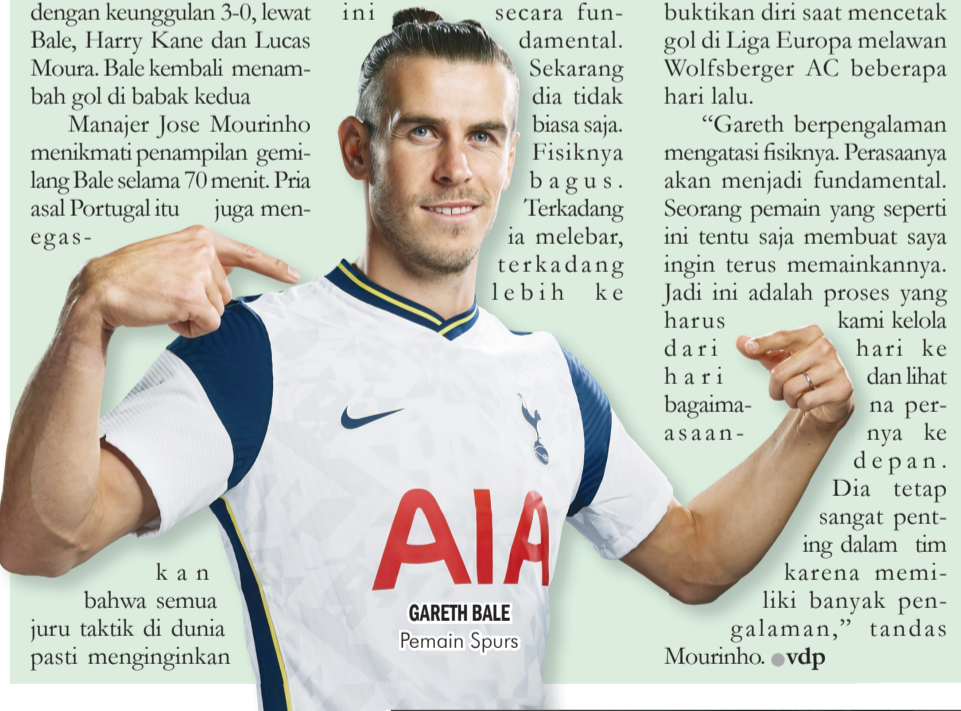 dengan keunggulan 3-0, lewat
Bale, Harry Kane dan Lucas
Moura. Bale kembali menam-
bah gol di babak kedua
Manajer Jose Mourinho
menikmati penampilan gemi-
lang Bale selama 70 menit. Pria
asal Portugal itu juga men-
egas-
kan
bahwa semua
juru taktik di dunia
pasti menginginkan
ini secara fun-
damental.
Sekarang
dia tidak
biasa saja.
Fisiknya
bagus.
Terkadang
ia melebar,
terkadang
lebih ke
AIA
GARETH BALE
Pemain Spurs
buktikan diri saat mencetak
gol di Liga Europa melawan
Wolfsberger AC beberapa
hari lalu.
“Gareth berpengalaman
mengatasi fisiknya. Perasaanya
akan menjadi fundamental.
Seorang pemain yang seperti
ini tentu saja membuat saya
ingin terus memainkannya.
Jadi ini adalah proses yang
harus kami kelola
dari hari ke
hari dan lihat
bagaima- na per-
asaan- nya ke
depan.
Dia tetap
sangat pent-
ing dalam tim
karena memi-
liki banyak pen-
galaman,” tandas
Mourinho. ●vdp